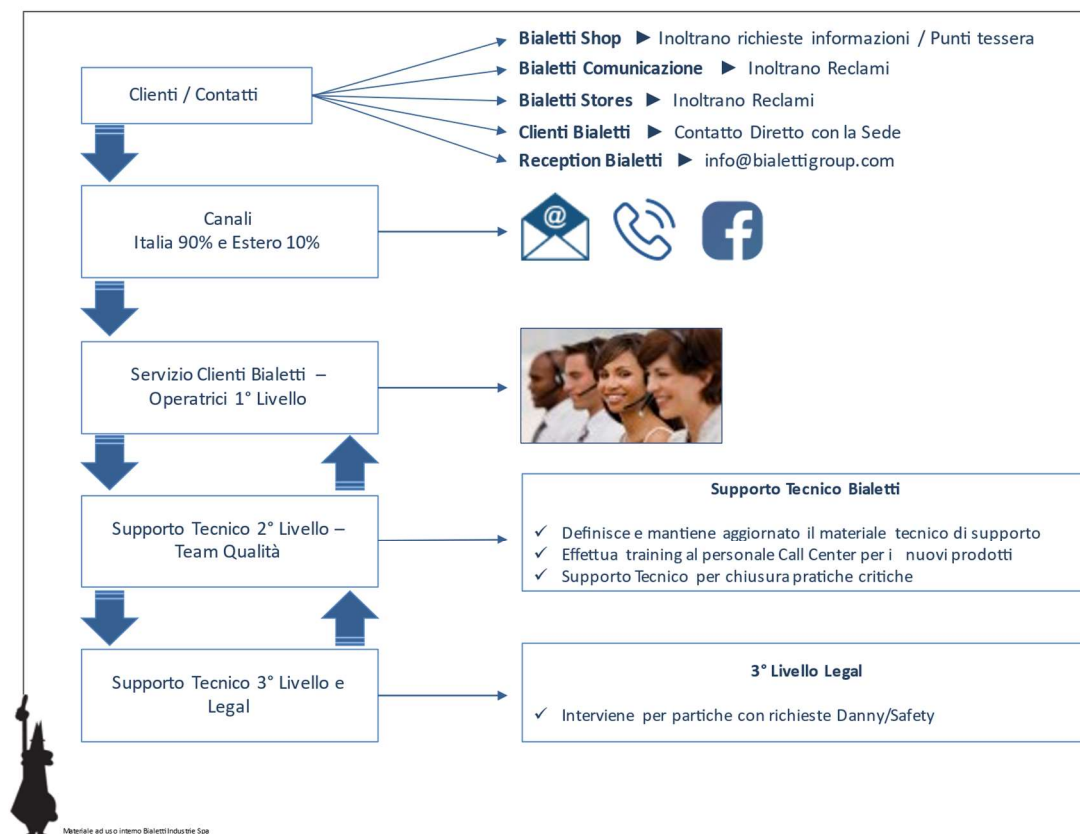 Bialetti Shop ► Inoltrano richieste informazioni / Punti tessera
Clienti / Contatti
Bialetti Comunicazione ► Inoltrano Reclami
Bialetti Stores ► Inoltrano Reclami
Clienti Bialetti ► Contatto Diretto con la Sede
Reception Bialetti ► info@bialettigroup.com
Canali
Italia 90% e Estero 10%
@
f
Servizio Clienti Bialetti –
Operatrici 1° Livello
Supporto Tecnico 2° Livello –
Team Qualità
Supporto Tecnico Bialetti
✓ Definisce e mantiene aggiornato il materiale tecnico di supporto
✓ Effettua training al personale Call Center per i nuovi prodotti
✓ Supporto Tecnico per chiusura pratiche critiche
Supporto Tecnico 3° Livello e
Legal
3° Livello Legal
✓ Interviene per partiche con richieste Danny/Safety
Materiale ad uso interno Bialetti Industrie Spa